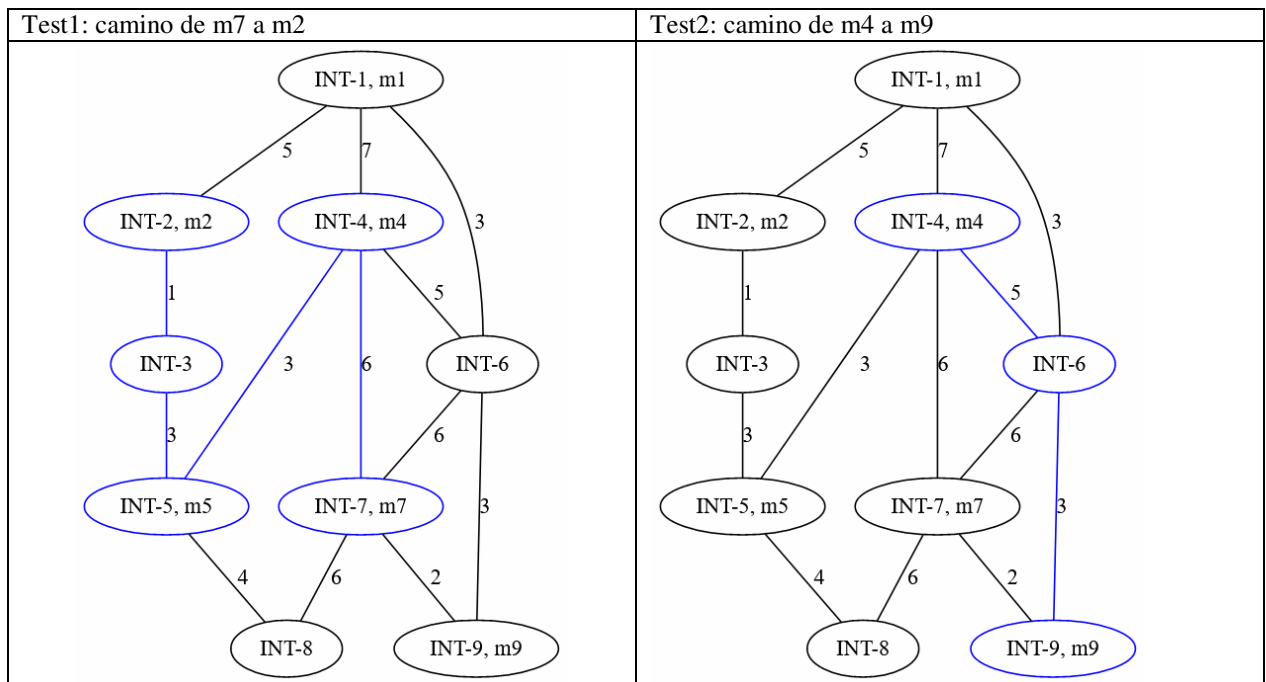 Test1: camino de m7 a m2
INT-1, m1
5
7
INT-2, m2
INT-4, m4
3
1
5
INT-3
3
6
INT-6
3
6
INT-5, m5
INT-7, m7
3
4
6
2
INT-8
INT-9, m9
Test2: camino de m4 a m9
INT-1, m1
5
7
INT-2, m2
INT-4, m4
3
1
5
INT-3
3
6
INT-6
3
6
INT-5, m5
INT-7, m7
3
4
6
2
INT-8
INT-9, m9